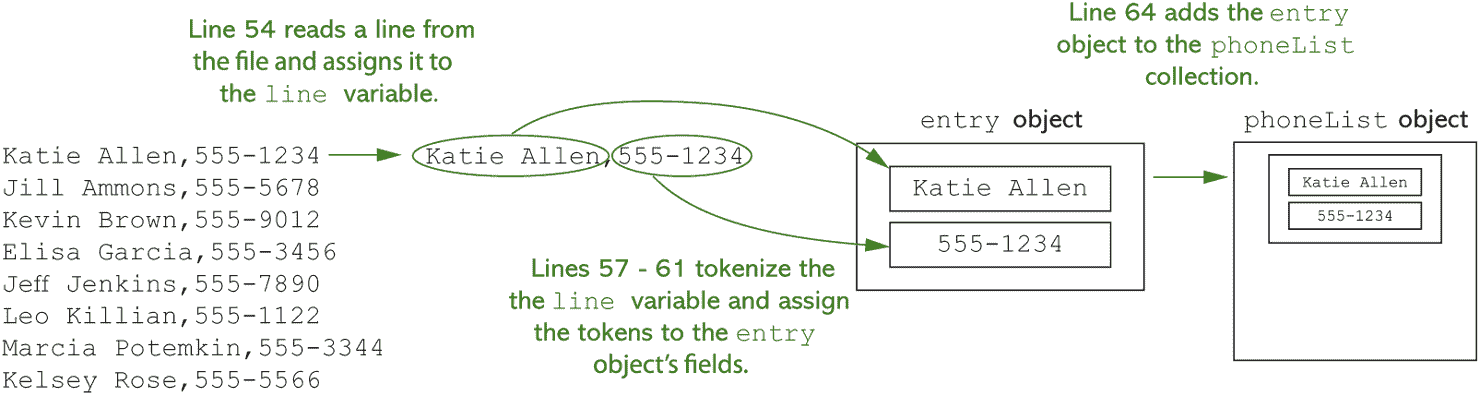 Line 54 reads a line from
the file and assigns it to
the line variable.
Line 64 adds the entry
object to the phoneList
collection.
Katie Allen,555-1234
Jill Ammons,555-5678
Kevin Brown,555-9012
Elisa Garcia,555-3456
Jeff Jenkins,555-7890
Leo Killian,555-1122
Marcia Potemkin,555-3344
Kelsey Rose,555-5566
Katie Allen,555-1234
Lines 57 - 61 tokenize the
the line variable and assign
the tokens to the entry
object’s fields.
entry object
Katie Allen
555-1234
phoneList object
Katie Allen
555-1234